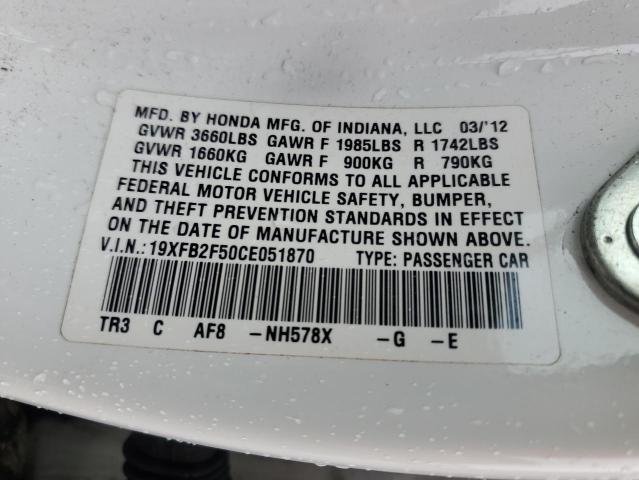 MFD. BY HONDA MFG. OF INDIANA, LLC 03/'12
GVWR 3660LBS GAWR F 1985LBS R 1742LBS
GVWR 1660KG GAWR F 900KG R 790KG
THIS VEHICLE CONFORMS TO ALL APPLICABLE
FEDERAL MOTOR VEHICLE SAFETY, BUMPER,
AND THEFT PREVENTION STANDARDS IN EFFECT
ON THE DATE OF MANUFACTURE SHOWN ABOVE.
V.I.N.:19XFB2F50CE051870 TYPE: PASSENGER CAR
TR3 C AF8 -NH578X -G -E